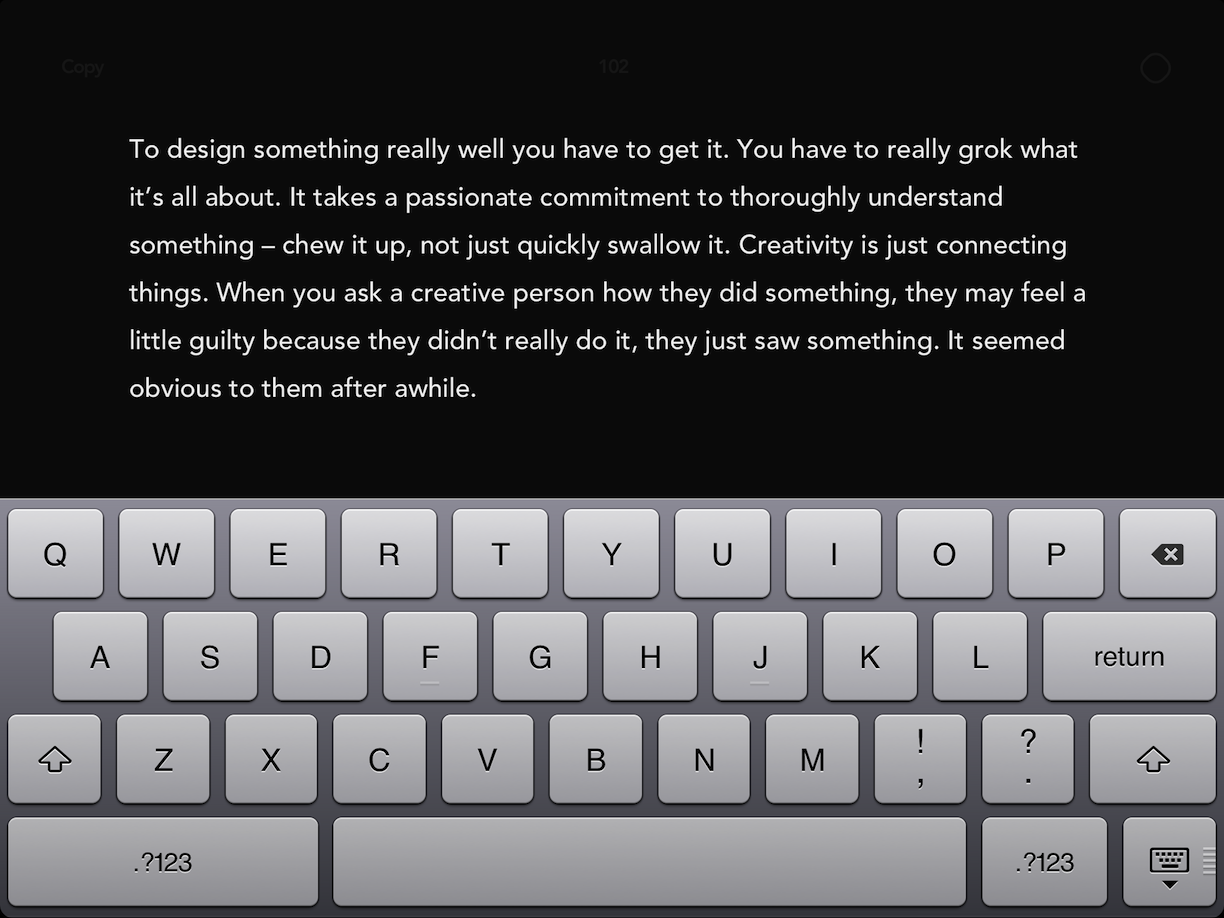 Copy 102
To design something really well you have to get it. You have to really grok what
it’s all about. It takes a passionate commitment to thoroughly understand
something – chew it up, not just quickly swallow it. Creativity is just connecting
things. When you ask a creative person how they did something, they may feel a
little guilty because they didn’t really do it, they just saw something. It seemed
obvious to them after awhile.
Q W E R T Y U I O P
A S D F G H J K L return
Z X C V B N M ! , ? .
.?123 .?123